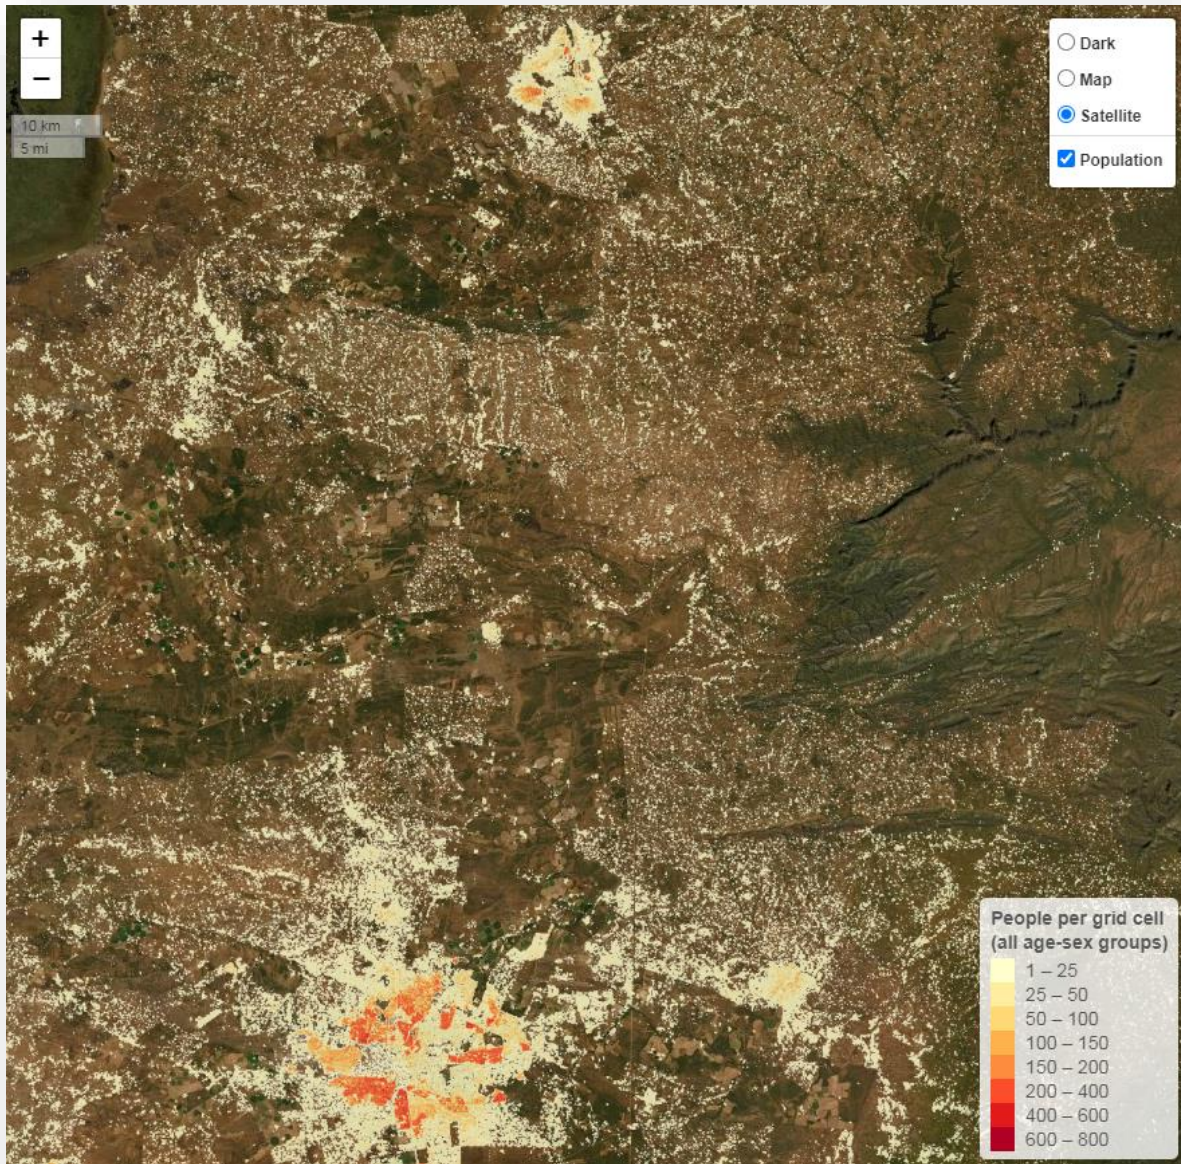 +
−
10 km
5 mi
Dark
Map
Satellite
Population
People per grid cell
(all age-sex groups)
1 – 25
25 – 50
50 – 100
100 – 150
150 – 200
200 – 400
400 – 600
600 – 800